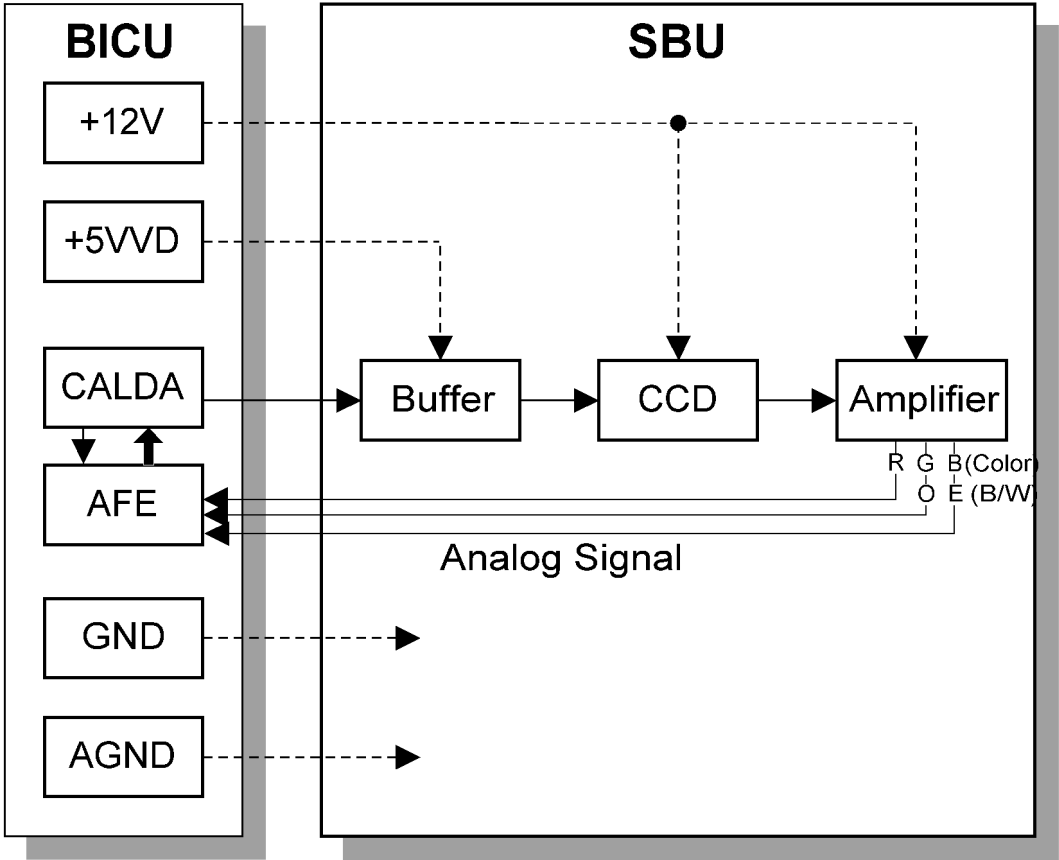 BICU
SBU
+12V
+5VVD
CALDA
Buffer
CCD
Amplifier
R G B(Color)
O E (B/W)
AFE
Analog Signal
GND
AGND